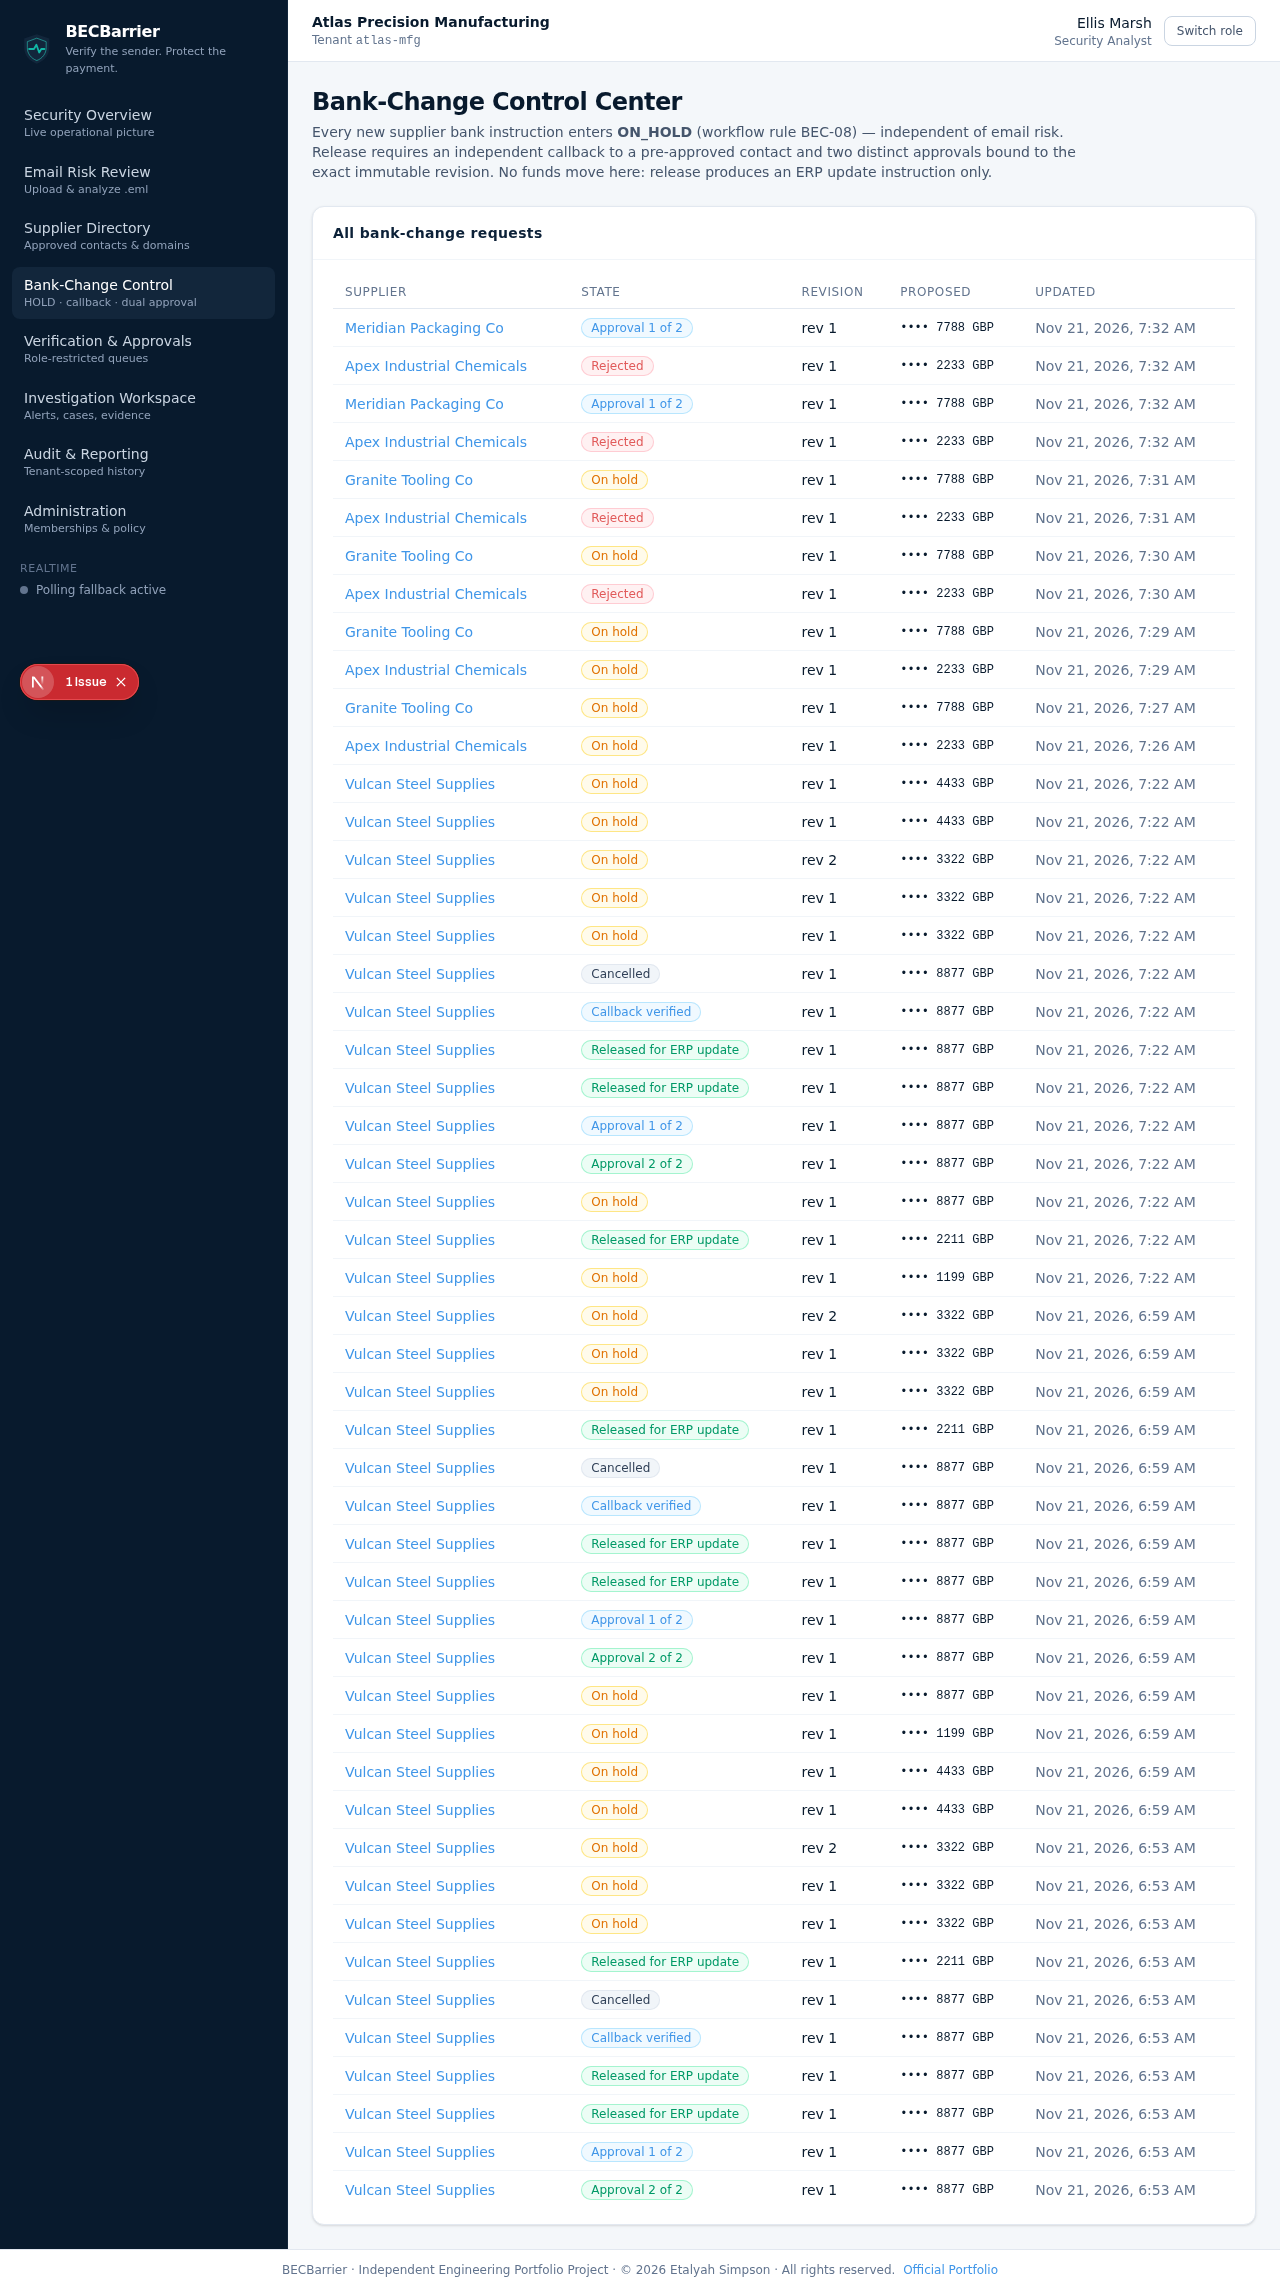 BECBarrier
Verify the sender. Protect the
payment.
Security Overview
Live operational picture
Email Risk Review
Upload & analyze .eml
Supplier Directory
Approved contacts & domains
Bank-Change Control
HOLD · callback · dual approval
Verification & Approvals
Role-restricted queues
Investigation Workspace
Alerts, cases, evidence
Audit & Reporting
Tenant-scoped history
Administration
Memberships & policy
REALTIME
Polling fallback active
N 1 Issue
Atlas Precision Manufacturing
Tenant atlas-mfg
Ellis Marsh
Security Analyst
Switch role
Bank-Change Control Center
Every new supplier bank instruction enters ON_HOLD (workflow rule BEC-08) — independent of email risk.
Release requires an independent callback to a pre-approved contact and two distinct approvals bound to the
exact immutable revision. No funds move here: release produces an ERP update instruction only.
All bank-change requests
SUPPLIER STATE REVISION PROPOSED UPDATED
Meridian Packaging Co Approval 1 of 2 rev 1 •••• 7788 GBP Nov 21, 2026, 7:32 AM
Apex Industrial Chemicals Rejected rev 1 •••• 2233 GBP Nov 21, 2026, 7:32 AM
Meridian Packaging Co Approval 1 of 2 rev 1 •••• 7788 GBP Nov 21, 2026, 7:32 AM
Apex Industrial Chemicals Rejected rev 1 •••• 2233 GBP Nov 21, 2026, 7:32 AM
Granite Tooling Co On hold rev 1 •••• 7788 GBP Nov 21, 2026, 7:31 AM
Apex Industrial Chemicals Rejected rev 1 •••• 2233 GBP Nov 21, 2026, 7:31 AM
Granite Tooling Co On hold rev 1 •••• 7788 GBP Nov 21, 2026, 7:30 AM
Apex Industrial Chemicals Rejected rev 1 •••• 2233 GBP Nov 21, 2026, 7:30 AM
Granite Tooling Co On hold rev 1 •••• 7788 GBP Nov 21, 2026, 7:29 AM
Apex Industrial Chemicals On hold rev 1 •••• 2233 GBP Nov 21, 2026, 7:29 AM
Granite Tooling Co On hold rev 1 •••• 7788 GBP Nov 21, 2026, 7:27 AM
Apex Industrial Chemicals On hold rev 1 •••• 2233 GBP Nov 21, 2026, 7:26 AM
Vulcan Steel Supplies On hold rev 1 •••• 4433 GBP Nov 21, 2026, 7:22 AM
Vulcan Steel Supplies On hold rev 1 •••• 4433 GBP Nov 21, 2026, 7:22 AM
Vulcan Steel Supplies On hold rev 2 •••• 3322 GBP Nov 21, 2026, 7:22 AM
Vulcan Steel Supplies On hold rev 1 •••• 3322 GBP Nov 21, 2026, 7:22 AM
Vulcan Steel Supplies On hold rev 1 •••• 3322 GBP Nov 21, 2026, 7:22 AM
Vulcan Steel Supplies Cancelled rev 1 •••• 8877 GBP Nov 21, 2026, 7:22 AM
Vulcan Steel Supplies Callback verified rev 1 •••• 8877 GBP Nov 21, 2026, 7:22 AM
Vulcan Steel Supplies Released for ERP update rev 1 •••• 8877 GBP Nov 21, 2026, 7:22 AM
Vulcan Steel Supplies Released for ERP update rev 1 •••• 8877 GBP Nov 21, 2026, 7:22 AM
Vulcan Steel Supplies Approval 1 of 2 rev 1 •••• 8877 GBP Nov 21, 2026, 7:22 AM
Vulcan Steel Supplies Approval 2 of 2 rev 1 •••• 8877 GBP Nov 21, 2026, 7:22 AM
Vulcan Steel Supplies On hold rev 1 •••• 8877 GBP Nov 21, 2026, 7:22 AM
Vulcan Steel Supplies Released for ERP update rev 1 •••• 2211 GBP Nov 21, 2026, 7:22 AM
Vulcan Steel Supplies On hold rev 1 •••• 1199 GBP Nov 21, 2026, 7:22 AM
Vulcan Steel Supplies On hold rev 2 •••• 3322 GBP Nov 21, 2026, 6:59 AM
Vulcan Steel Supplies On hold rev 1 •••• 3322 GBP Nov 21, 2026, 6:59 AM
Vulcan Steel Supplies On hold rev 1 •••• 3322 GBP Nov 21, 2026, 6:59 AM
Vulcan Steel Supplies Released for ERP update rev 1 •••• 2211 GBP Nov 21, 2026, 6:59 AM
Vulcan Steel Supplies Cancelled rev 1 •••• 8877 GBP Nov 21, 2026, 6:59 AM
Vulcan Steel Supplies Callback verified rev 1 •••• 8877 GBP Nov 21, 2026, 6:59 AM
Vulcan Steel Supplies Released for ERP update rev 1 •••• 8877 GBP Nov 21, 2026, 6:59 AM
Vulcan Steel Supplies Released for ERP update rev 1 •••• 8877 GBP Nov 21, 2026, 6:59 AM
Vulcan Steel Supplies Approval 1 of 2 rev 1 •••• 8877 GBP Nov 21, 2026, 6:59 AM
Vulcan Steel Supplies Approval 2 of 2 rev 1 •••• 8877 GBP Nov 21, 2026, 6:59 AM
Vulcan Steel Supplies On hold rev 1 •••• 8877 GBP Nov 21, 2026, 6:59 AM
Vulcan Steel Supplies On hold rev 1 •••• 1199 GBP Nov 21, 2026, 6:59 AM
Vulcan Steel Supplies On hold rev 1 •••• 4433 GBP Nov 21, 2026, 6:59 AM
Vulcan Steel Supplies On hold rev 1 •••• 4433 GBP Nov 21, 2026, 6:59 AM
Vulcan Steel Supplies On hold rev 2 •••• 3322 GBP Nov 21, 2026, 6:53 AM
Vulcan Steel Supplies On hold rev 1 •••• 3322 GBP Nov 21, 2026, 6:53 AM
Vulcan Steel Supplies On hold rev 1 •••• 3322 GBP Nov 21, 2026, 6:53 AM
Vulcan Steel Supplies Released for ERP update rev 1 •••• 2211 GBP Nov 21, 2026, 6:53 AM
Vulcan Steel Supplies Cancelled rev 1 •••• 8877 GBP Nov 21, 2026, 6:53 AM
Vulcan Steel Supplies Callback verified rev 1 •••• 8877 GBP Nov 21, 2026, 6:53 AM
Vulcan Steel Supplies Released for ERP update rev 1 •••• 8877 GBP Nov 21, 2026, 6:53 AM
Vulcan Steel Supplies Released for ERP update rev 1 •••• 8877 GBP Nov 21, 2026, 6:53 AM
Vulcan Steel Supplies Approval 1 of 2 rev 1 •••• 8877 GBP Nov 21, 2026, 6:53 AM
Vulcan Steel Supplies Approval 2 of 2 rev 1 •••• 8877 GBP Nov 21, 2026, 6:53 AM
BECBarrier · Independent Engineering Portfolio Project · © 2026 Etalyah Simpson · All rights reserved. Official Portfolio